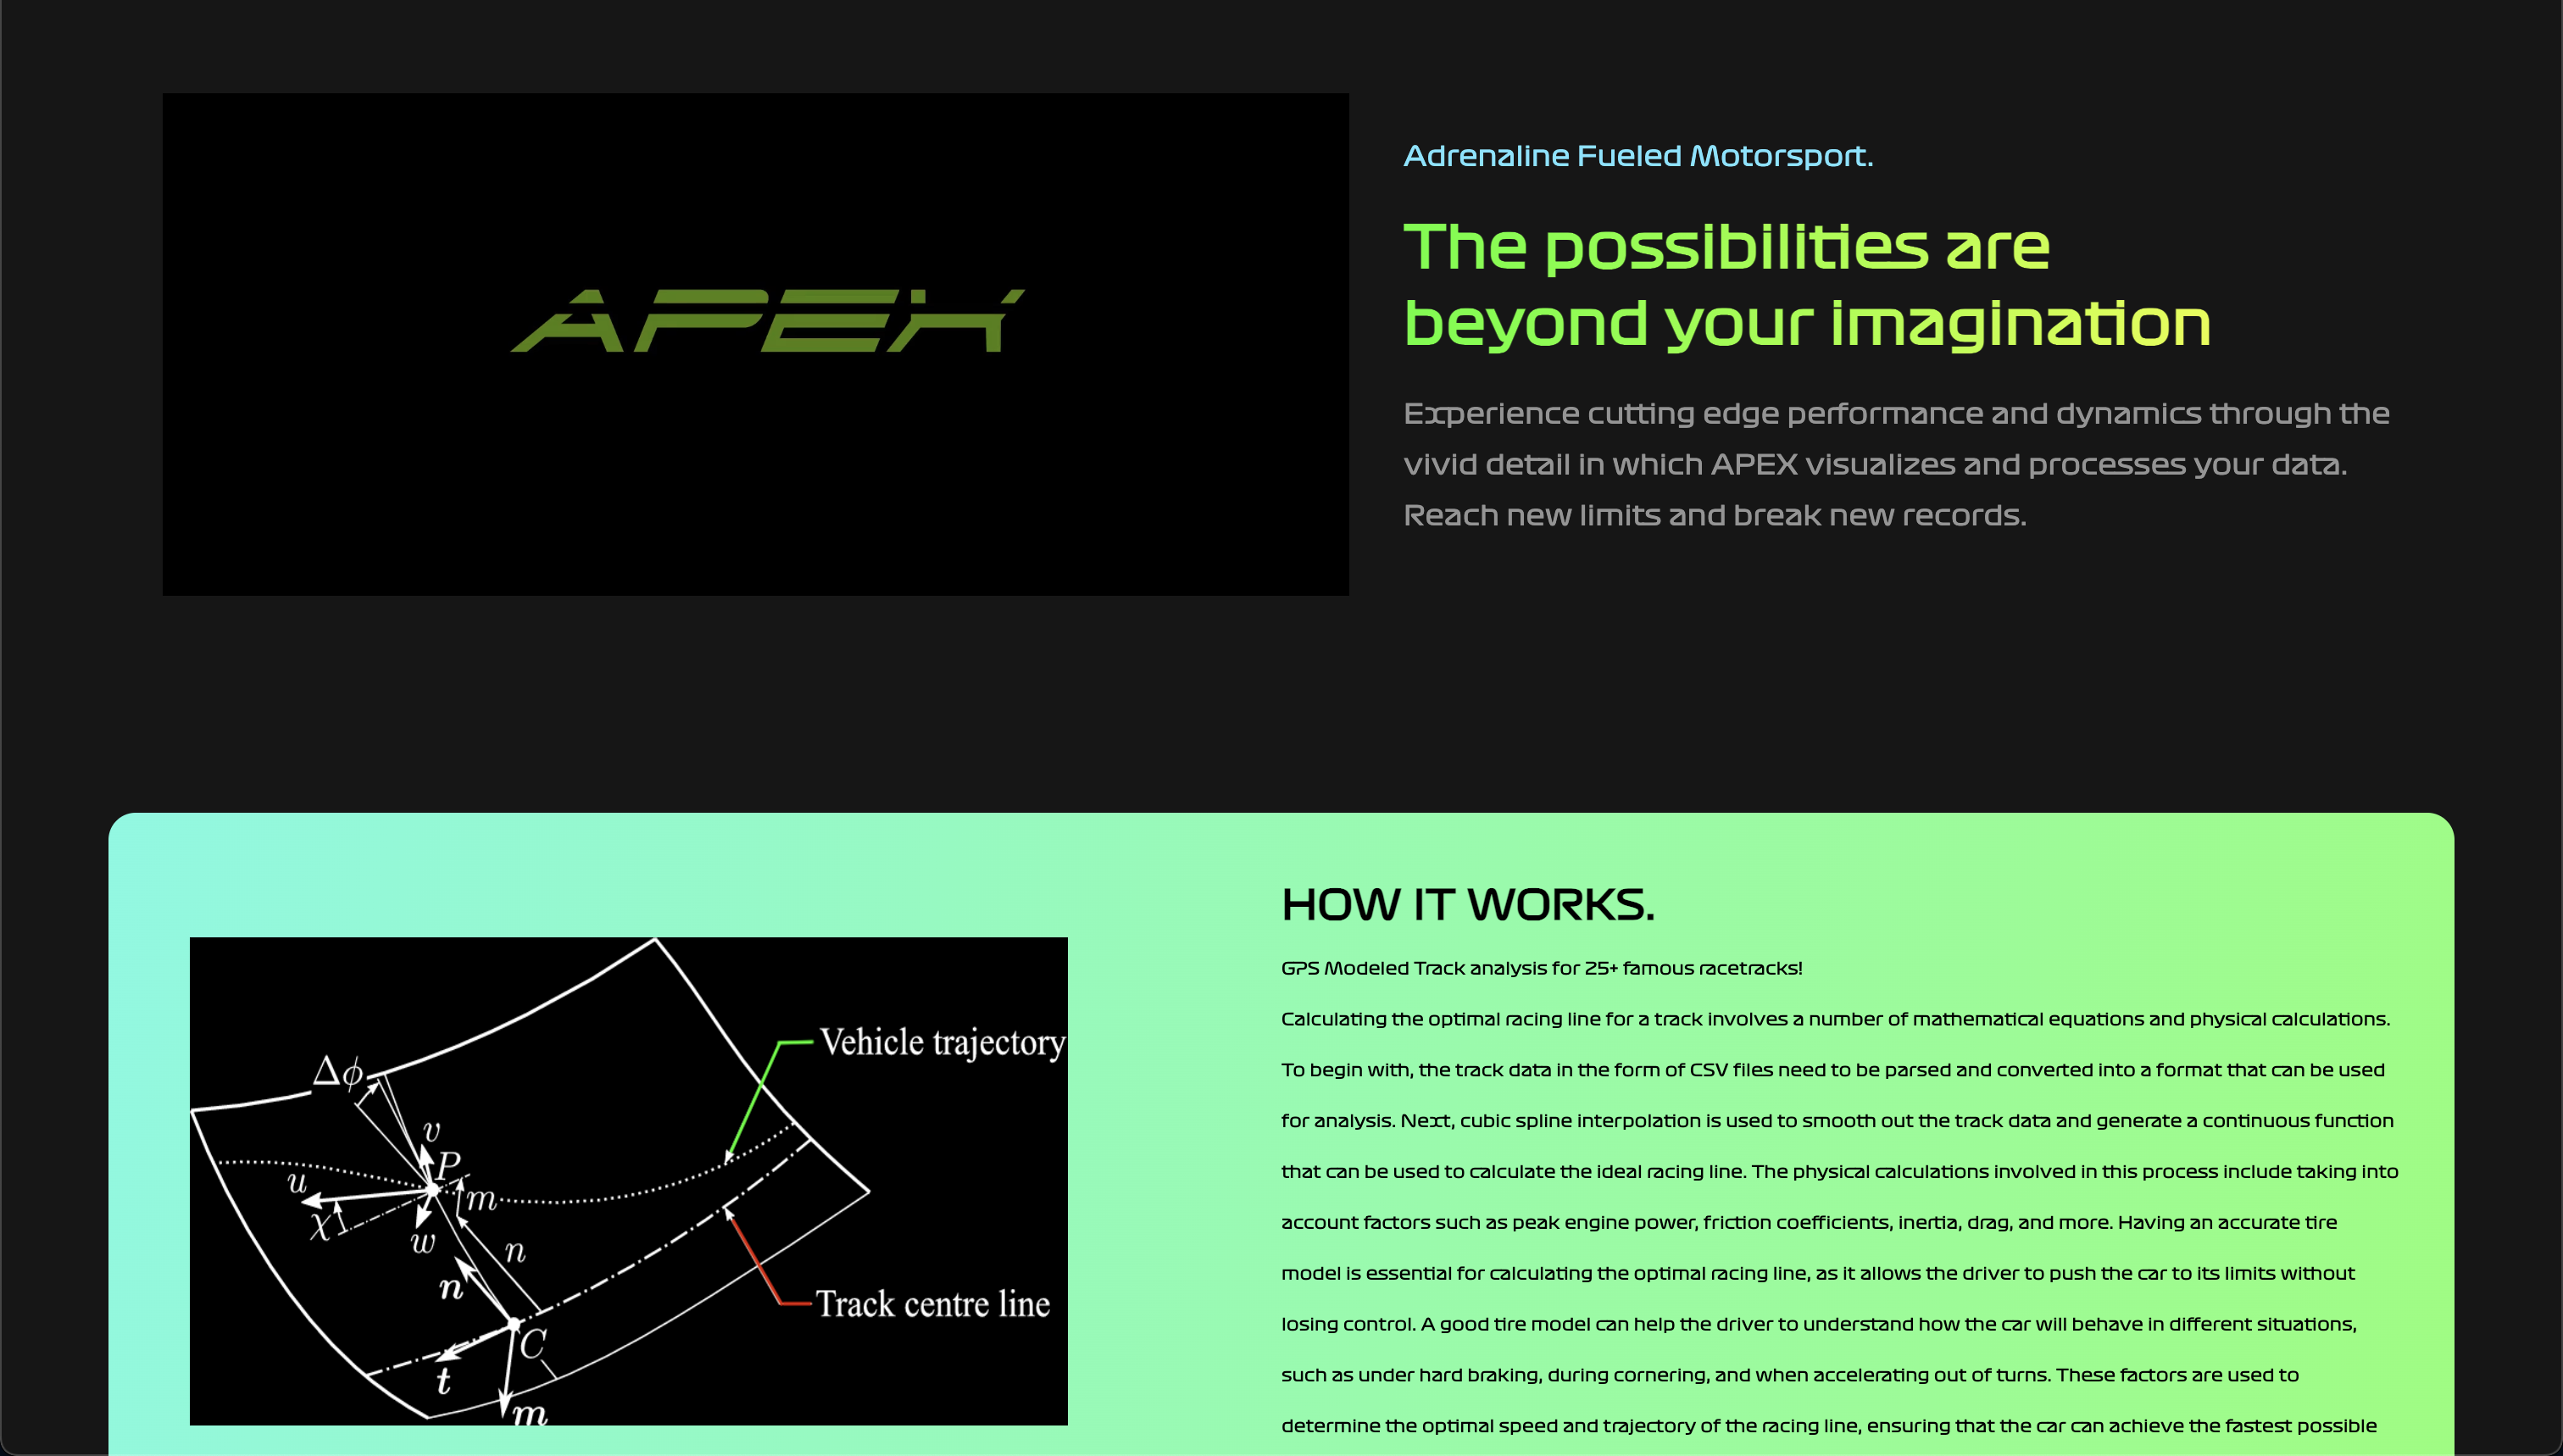 APEX
Adrenaline Fueled Motorsport.
The possibilities are
beyond your imagination
Experience cutting edge performance and dynamics through the
vivid detail in which APEX visualizes and processes your data.
Reach new limits and break new records.
HOW IT WORKS.
GPS Modeled Track analysis for 25+ famous racetracks!
Calculating the optimal racing line for a track involves a number of mathematical equations and physical calculations.
To begin with, the track data in the form of CSV files need to be parsed and converted into a format that can be used
for analysis. Next, cubic spline interpolation is used to smooth out the track data and generate a continuous function
that can be used to calculate the ideal racing line. The physical calculations involved in this process include taking into
account factors such as peak engine power, friction coefficients, inertia, drag, and more. Having an accurate tire
model is essential for calculating the optimal racing line, as it allows the driver to push the car to its limits without
losing control. A good tire model can help the driver to understand how the car will behave in different situations,
such as under hard braking, during cornering, and when accelerating out of turns. These factors are used to
determine the optimal speed and trajectory of the racing line, ensuring that the car can achieve the fastest possible
Vehicle trajectory
Δϕ
v
P
u
m
χ
w
n
n
Track centre line
C
t
m